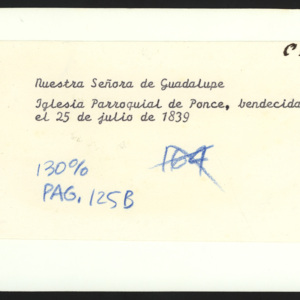 Nuestra Señora de Guadalupe
Iglesia Parroquial de Ponce, bendecida
el 25 de julio de 1839
130%
PAG. 125B